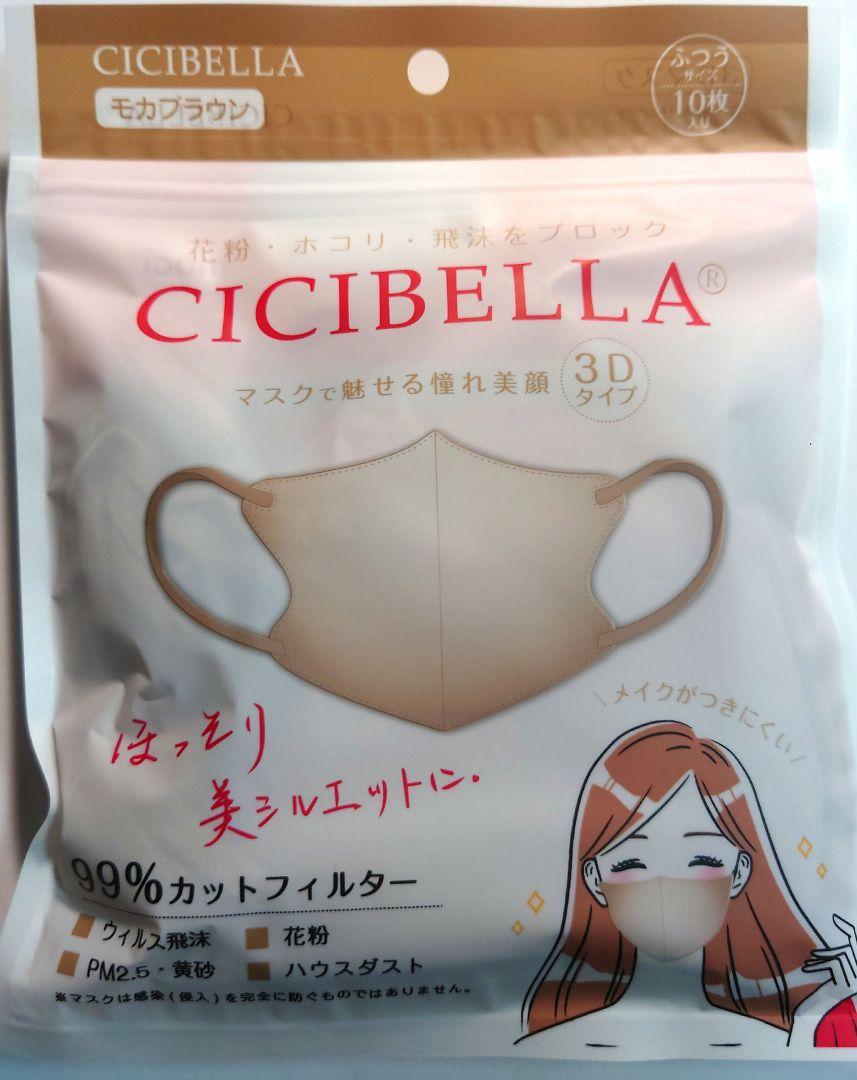 CICIBELLA
モカブラウン
ふつう
サイズ
10枚
入り
花粉・ホコリ・飛沫をブロック
CICIBELLA®
マスクで魅せる憧れ美顔
3D
タイプ
ほっそり
美シルエットに.
\メイクがつきにくい/
99%カットフィルター
ウィルス飛沫
花粉
PM2.5・黄砂
ハウスダスト
※マスクは感染(侵入)を完全に防ぐものではありません。